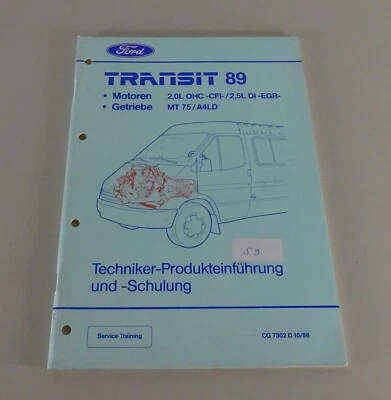 Ford
TRANSIT 89
• Motoren 2,0L OHC -CFI-/2,5L DI -EGR-
• Getriebe MT 75/A4LD
59
Techniker-Produkteinführung
und -Schulung
Service Training
CG 7302 D 10/88